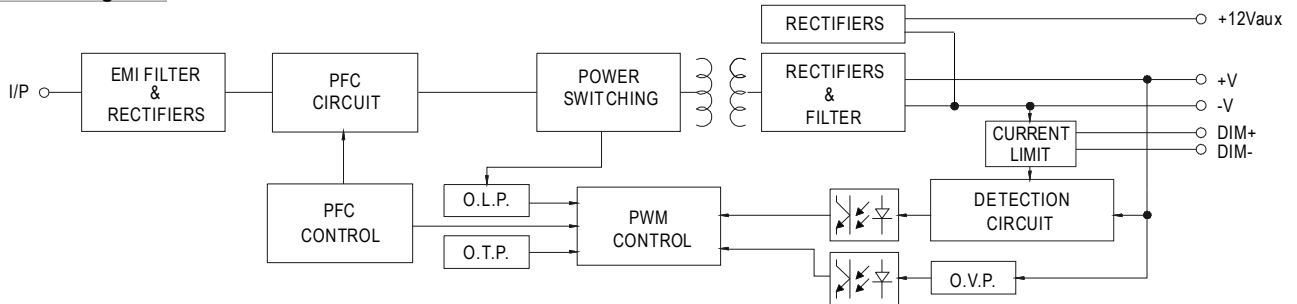 RECTIFIERS
+12Vaux
I/P
EMI FILTER
&
RECTIFIERS
PFC
CIRCUIT
POWER
SWITCHING
RECTIFIERS
&
FILTER
+V
-V
CURRENT
LIMIT
DIM+
DIM-
PFC
CONTROL
O.L.P.
O.T.P.
PWM
CONTROL
DETECTION
CIRCUIT
O.V.P.